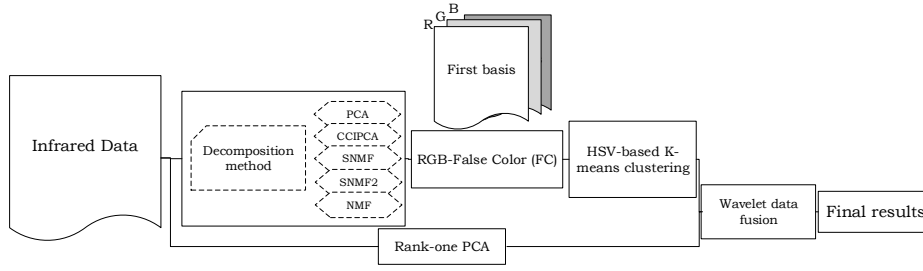 Infrared Data
Decomposition
method
PCA
CCIPCA
SNMF
SNMF2
NMF
R
G
B
First basis
RGB-False Color (FC)
HSV-based K-
means clustering
Rank-one PCA
Wavelet data
fusion
Final results